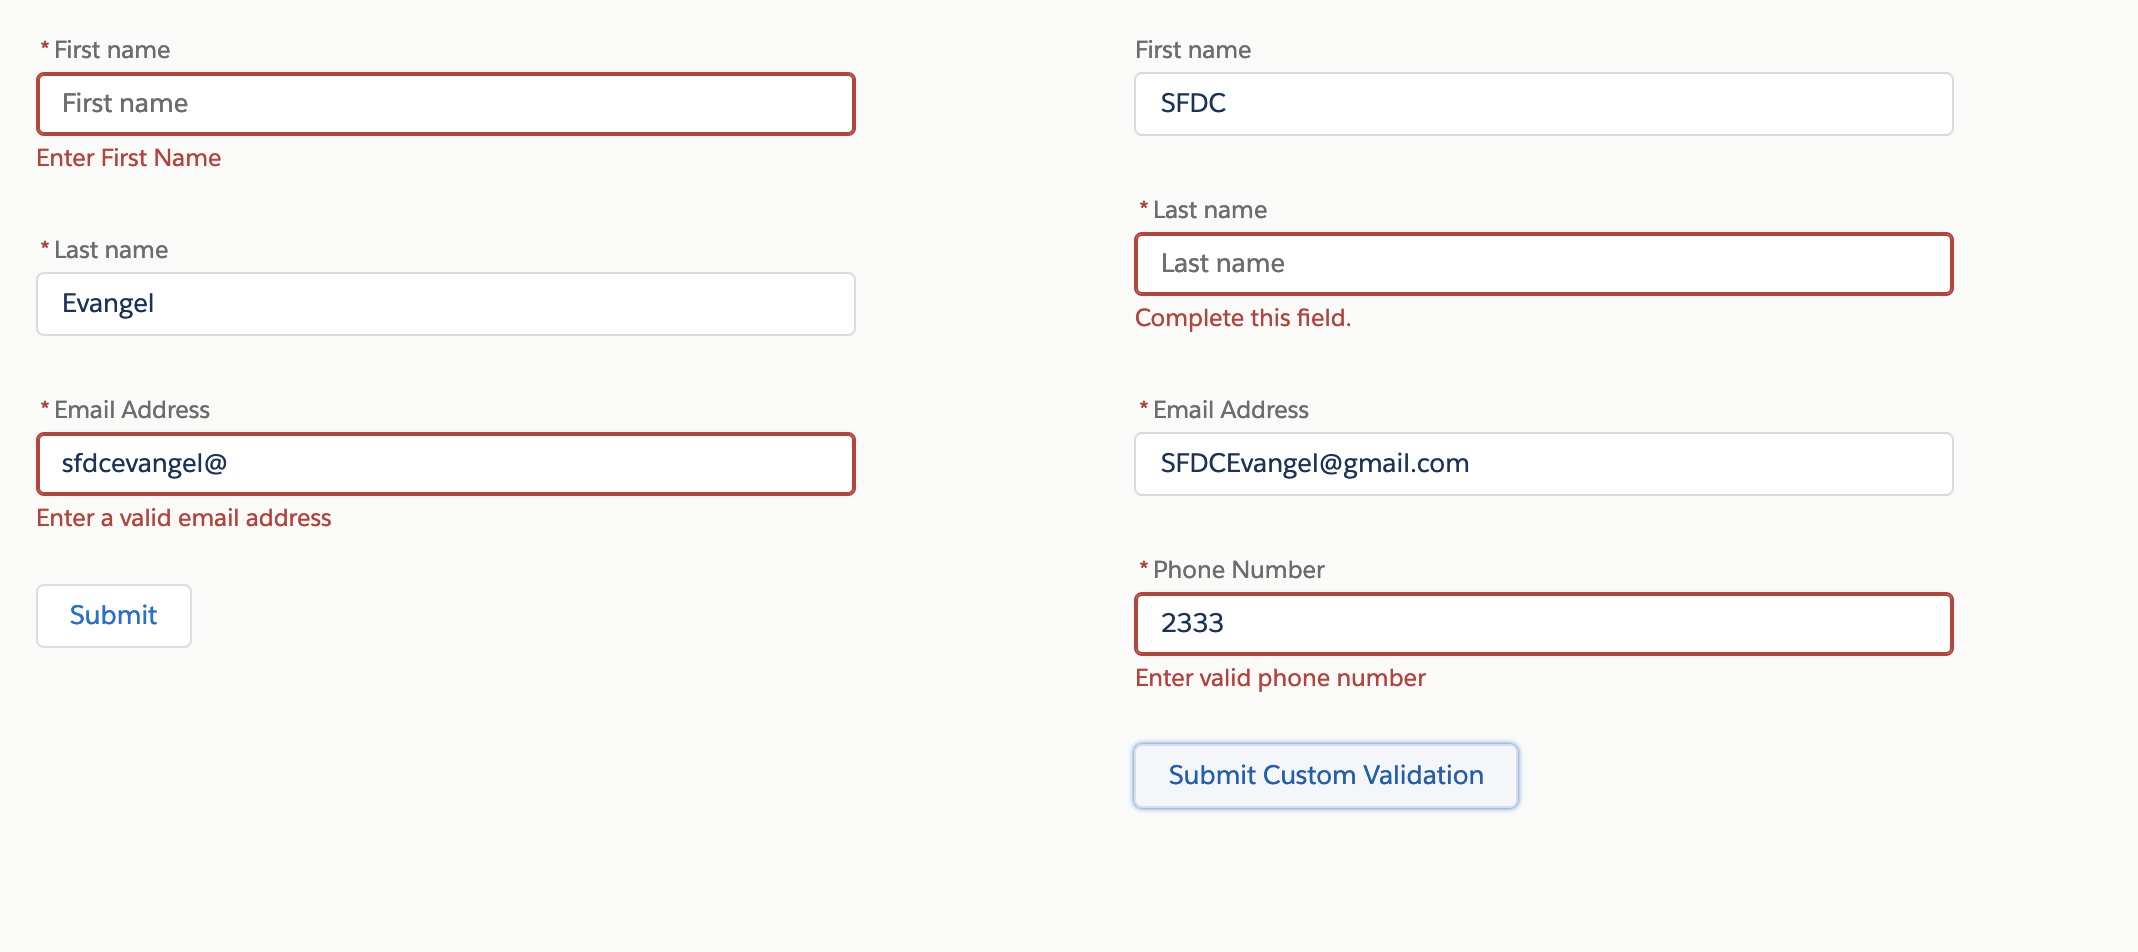 * First name
First name
Enter First Name
* Last name
Evangel
* Email Address
sfdcevangel@
Enter a valid email address
Submit
First name
SFDC
* Last name
Last name
Complete this field.
* Email Address
SFDCEvangel@gmail.com
* Phone Number
2333
Enter valid phone number
Submit Custom Validation